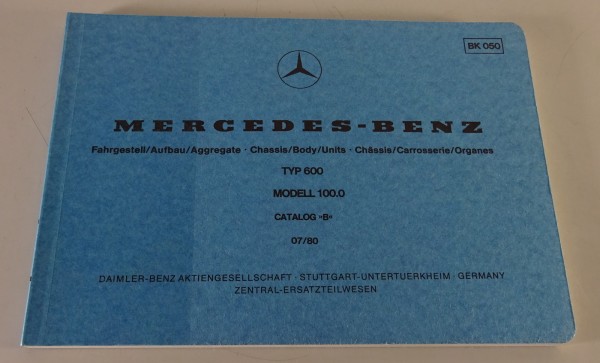 BK 050
MERCEDES-BENZ
Fahrgestell/Aufbau/Aggregate · Chassis/Body/Units · Châssis/Carrosserie/Organes
TYP 600
MODELL 100.0
CATALOG »B«
07/80
DAIMLER-BENZ AKTIENGESELLSCHAFT · STUTTGART-UNTERTUERKHEIM · GERMANY
ZENTRAL-ERSATZTEILWESEN